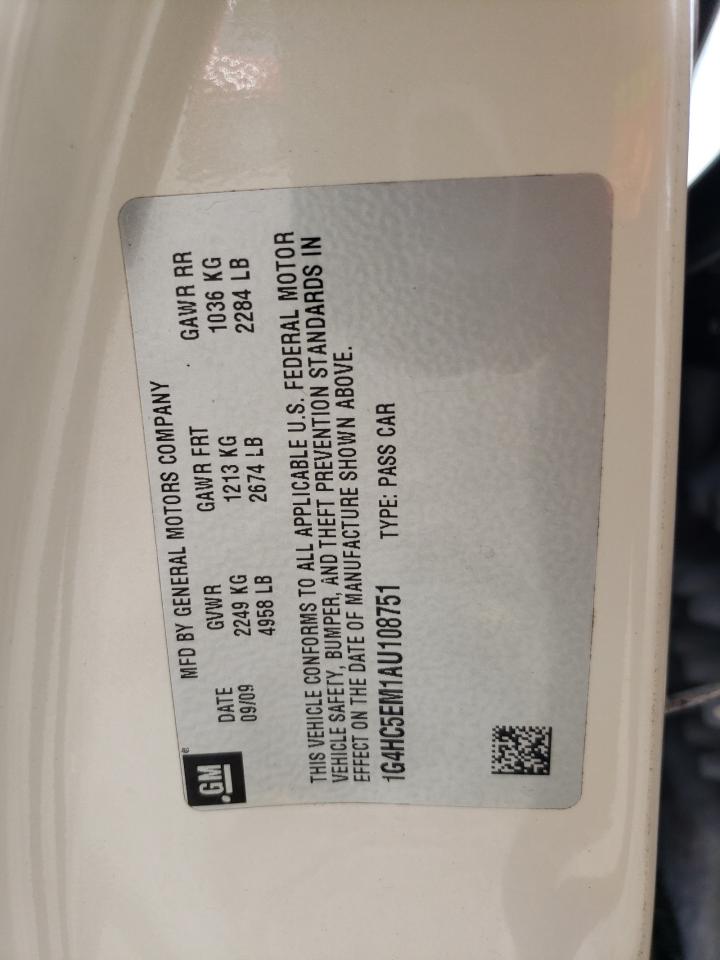 GM®
MFD BY GENERAL MOTORS COMPANY
DATE GVWR GAWR FRT GAWR RR
09/09 2249 KG 1213 KG 1036 KG
4958 LB 2674 LB 2284 LB
THIS VEHICLE CONFORMS TO ALL APPLICABLE U.S. FEDERAL MOTOR
VEHICLE SAFETY, BUMPER, AND THEFT PREVENTION STANDARDS IN
EFFECT ON THE DATE OF MANUFACTURE SHOWN ABOVE.
1G4HC5EM1AU108751 TYPE: PASS CAR